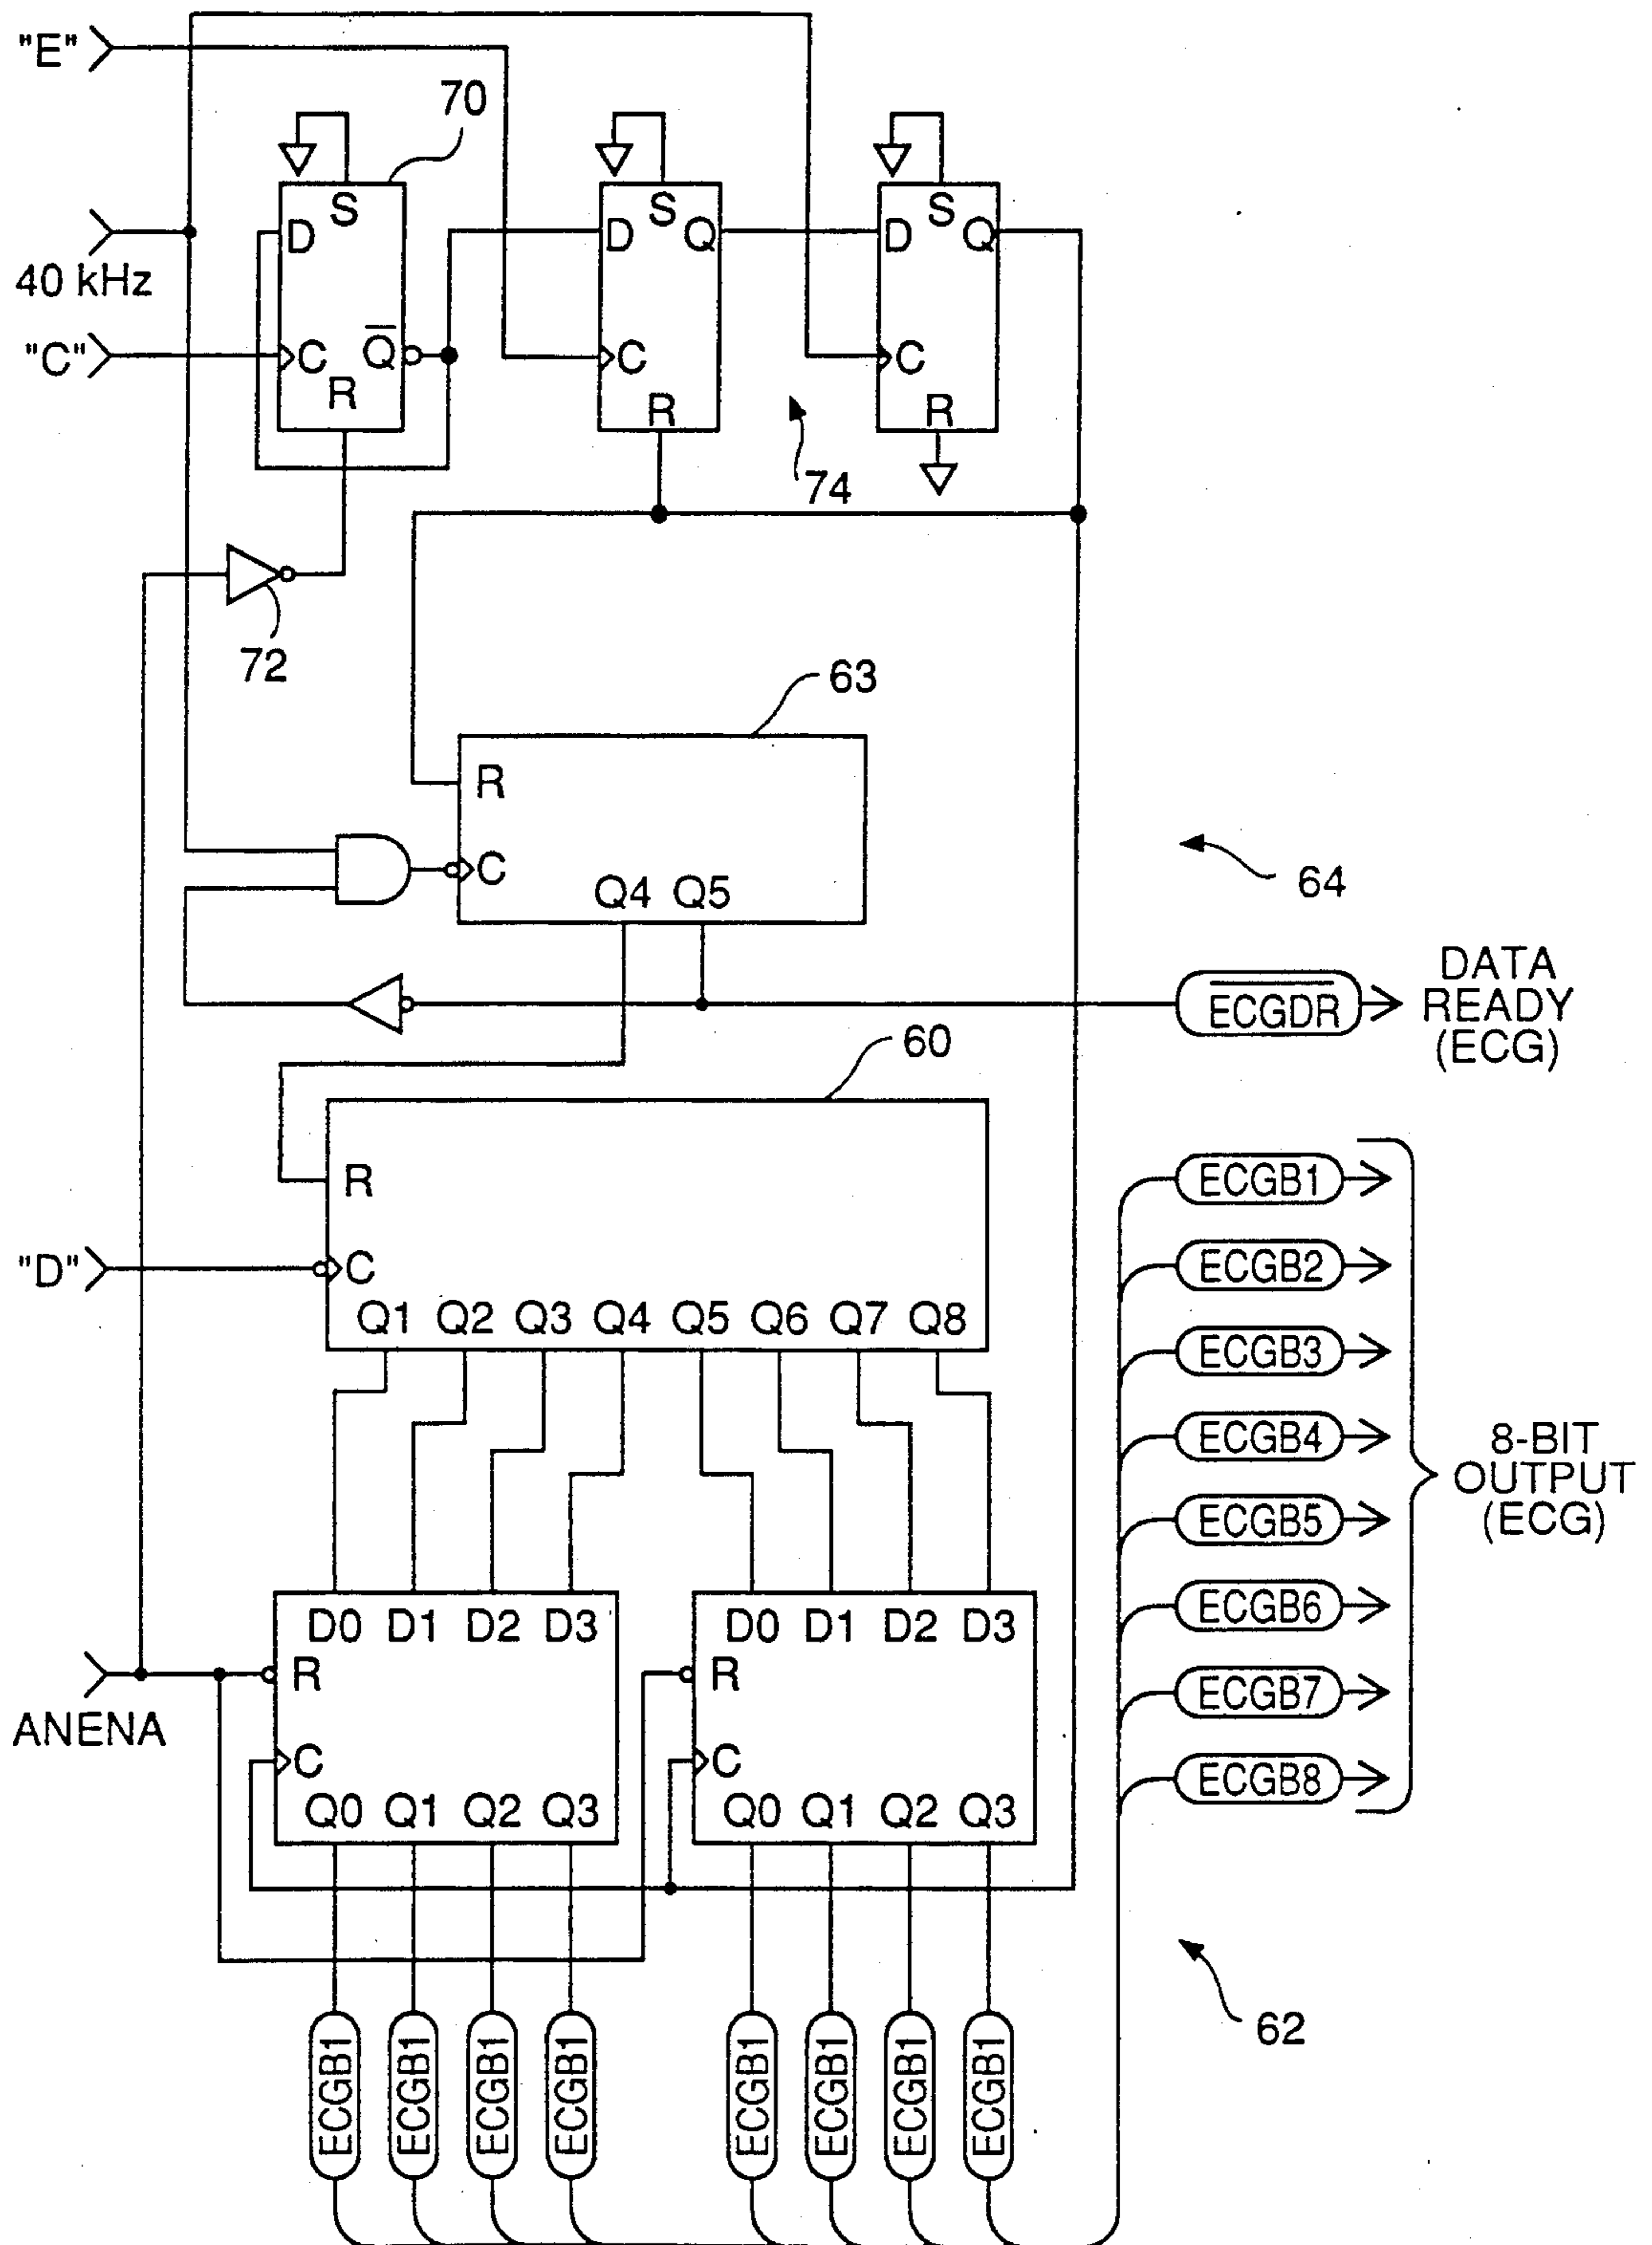 "E"
70
S
S
S
D
D
Q
D
Q
40 kHz
"C"
C
Q̅
C
C
R
R
R
74
72
63
R
C
Q4 Q5
64
E̅C̅G̅D̅R̅
DATA
READY
(ECG)
60
R
"D"
C
Q1 Q2 Q3 Q4 Q5 Q6 Q7 Q8
ECGB1
ECGB2
ECGB3
ECGB4
ECGB5
ECGB6
ECGB7
ECGB8
8-BIT
OUTPUT
(ECG)
D0 D1 D2 D3
D0 D1 D2 D3
R
R
ANENA
C
C
Q0 Q1 Q2 Q3
Q0 Q1 Q2 Q3
62
ECGB1
ECGB1
ECGB1
ECGB1
ECGB1
ECGB1
ECGB1
ECGB1